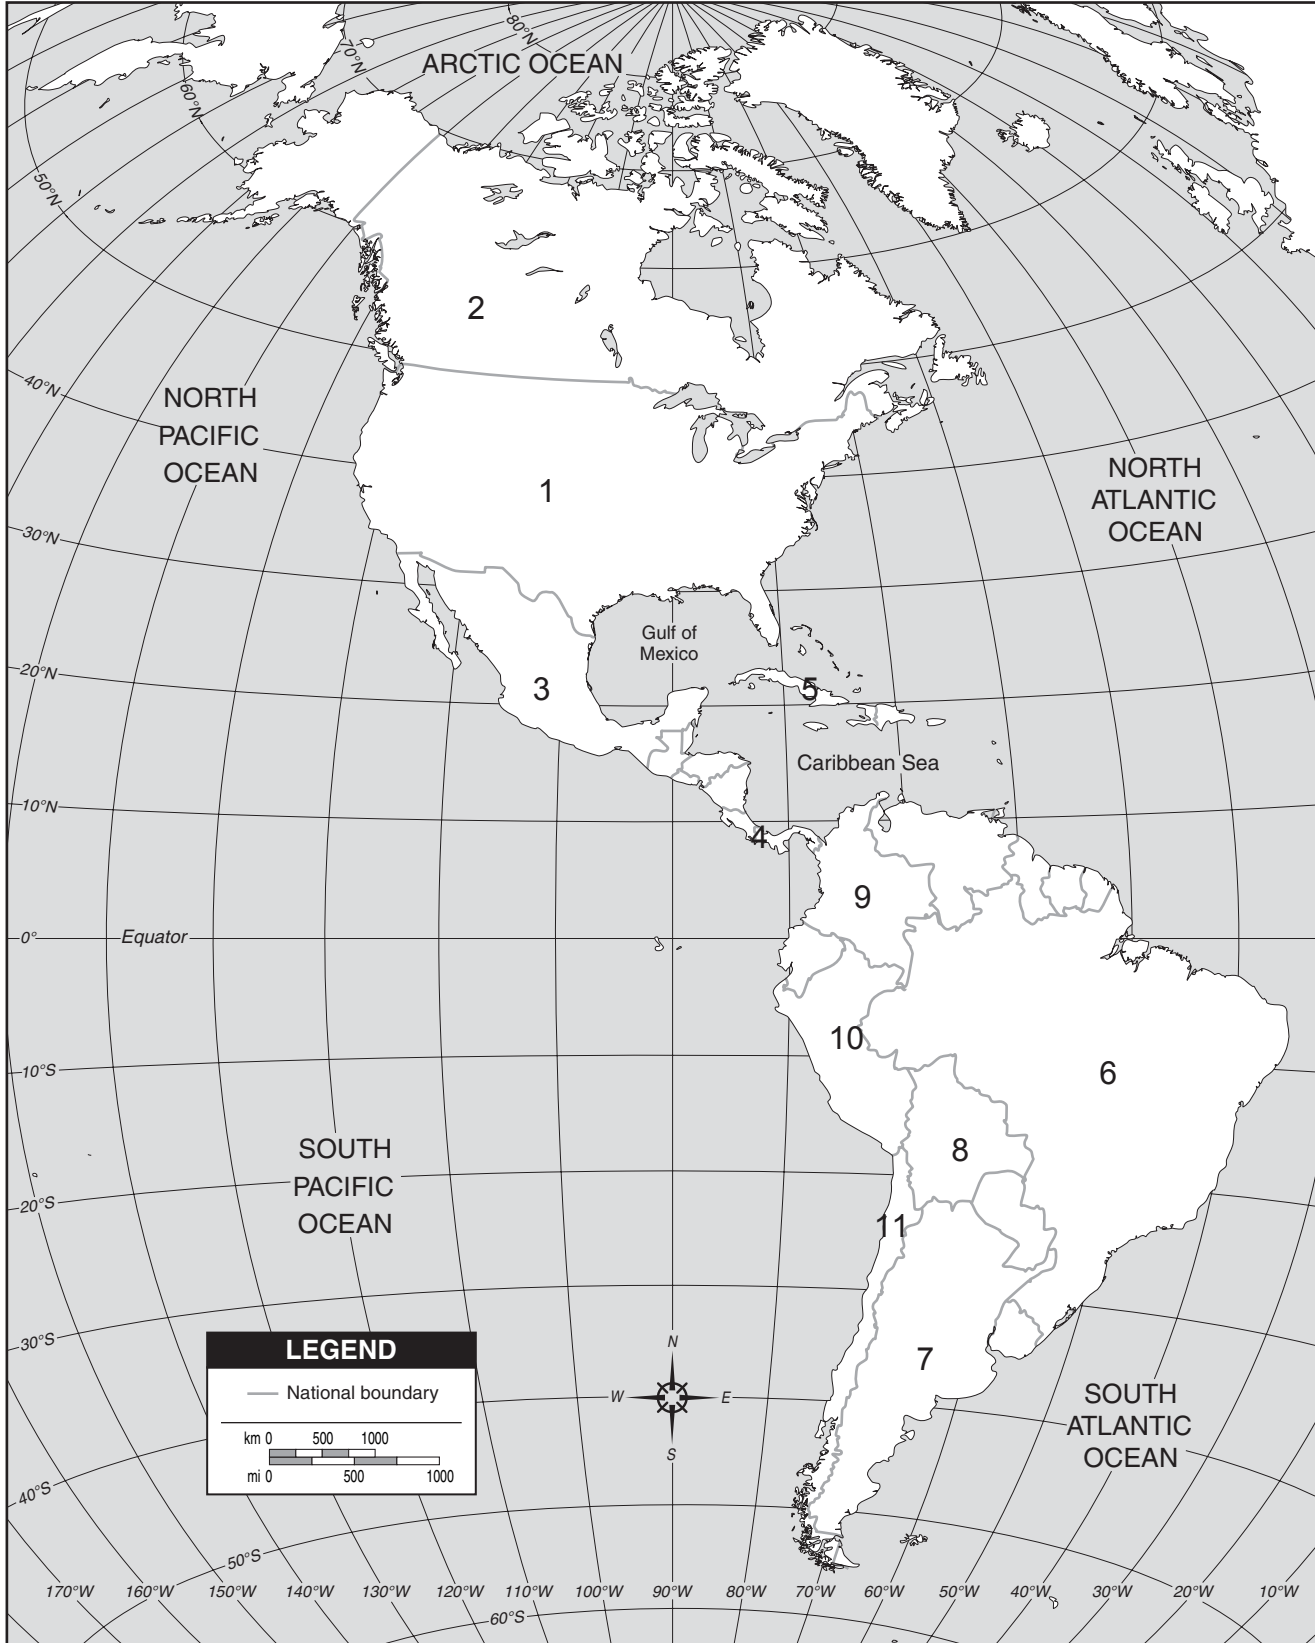 80°N
70°N
ARCTIC OCEAN
60°N
50°N
2
40°N
NORTH
PACIFIC
OCEAN
NORTH
ATLANTIC
OCEAN
1
30°N
Gulf of
Mexico
20°N
3
5
Caribbean Sea
10°N
4
9
0°
Equator
10
6
10°S
SOUTH
PACIFIC
OCEAN
8
20°S
11
30°S
LEGEND
National boundary
km 0 500 1000
mi 0 500 1000
N
W
E
S
7
SOUTH
ATLANTIC
OCEAN
40°S
50°S
170°W 160°W 150°W 140°W 130°W 120°W 110°W 100°W 90°W 80°W 70°W 60°W 50°W 40°W 30°W 20°W 10°W
60°S